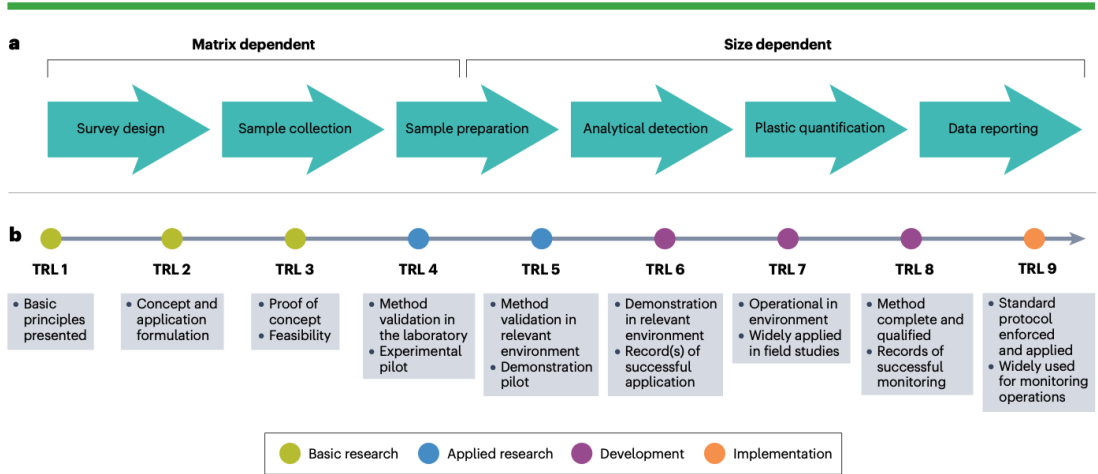 a
Matrix dependent
Size dependent
Survey design
Sample collection
Sample preparation
Analytical detection
Plastic quantification
Data reporting
b
TRL 1
TRL 2
TRL 3
TRL 4
TRL 5
TRL 6
TRL 7
TRL 8
TRL 9
• Basic
principles
presented
• Concept and
application
formulation
• Proof of
concept
• Feasibility
• Method
validation in
the laboratory
• Experimental
pilot
• Method
validation in
relevant
environment
• Demonstration
pilot
• Demonstration
in relevant
environment
• Record(s) of
successful
application
• Operational in
environment
• Widely applied
in field studies
• Method
complete and
qualified
• Records of
successful
monitoring
• Standard
protocol
enforced
and applied
• Widely used
for monitoring
operations
Basic research
Applied research
Development
Implementation